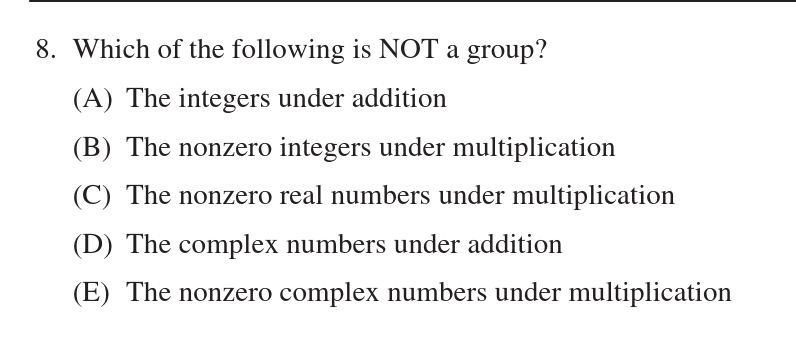 8. Which of the following is NOT a group?
(A) The integers under addition
(B) The nonzero integers under multiplication
(C) The nonzero real numbers under multiplication
(D) The complex numbers under addition
(E) The nonzero complex numbers under multiplication